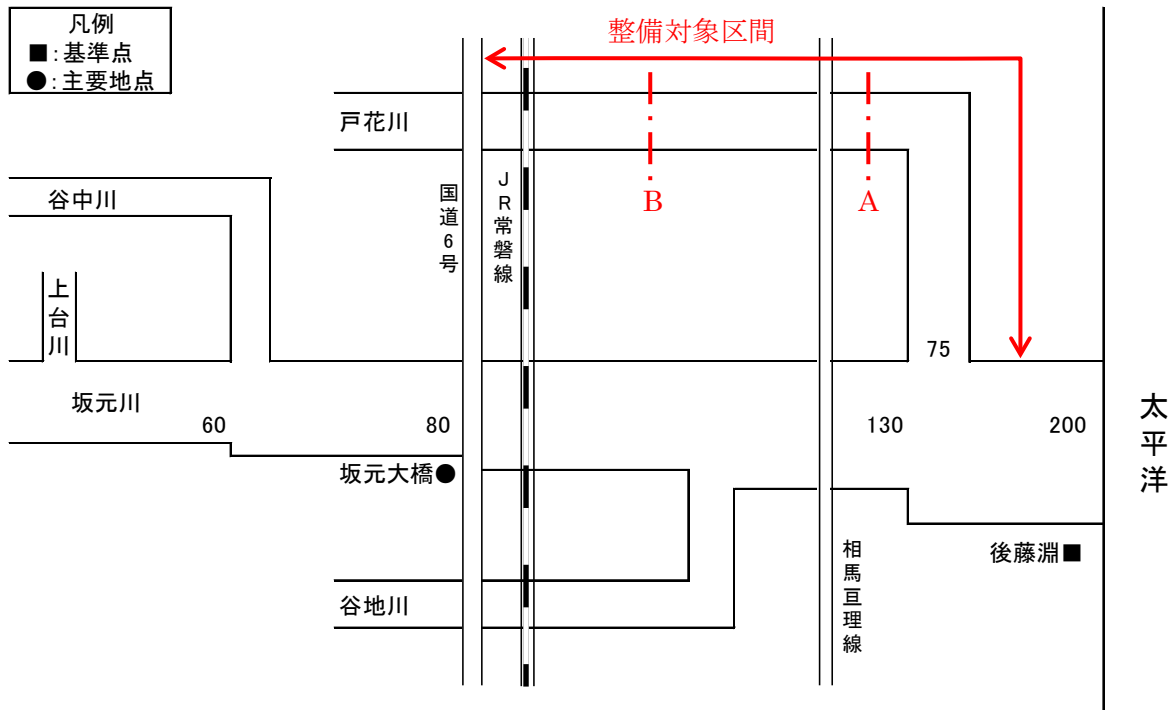 凡例
■:基準点
●:主要地点
整備対象区間
戸花川
谷中川
国道6号
JR常磐線
B
A
上台川
75
坂元川
60
80
130
200
太平洋
坂元大橋●
後藤淵■
相馬亘理線
谷地川